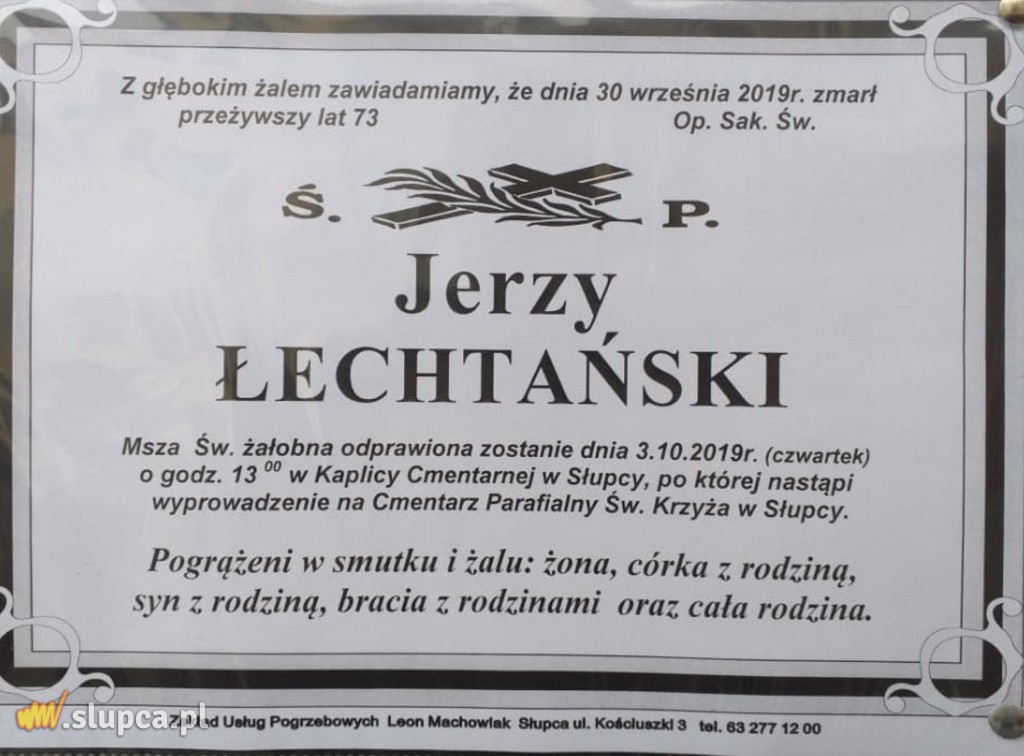 Z głębokim żalem zawiadamiamy, że dnia 30 września 2019r. zmarł
przeżywszy lat 73 Op. Sak. Św.
Ś. P.
Jerzy
ŁECHTAŃSKI
Msza Św. żałobna odprawiona zostanie dnia 3.10.2019r. (czwartek)
o godz. 13 00 w Kaplicy Cmentarnej w Słupcy, po której nastąpi
wyprowadzenie na Cmentarz Parafialny Św. Krzyża w Słupcy.
Pogrążeni w smutku i żalu: żona, córka z rodziną,
syn z rodziną, bracia z rodzinami oraz cała rodzina.
Zakład Usług Pogrzebowych Leon Machowiak Słupca ul. Kościuszki 3 tel. 63 277 12 00
www.slupca.pl